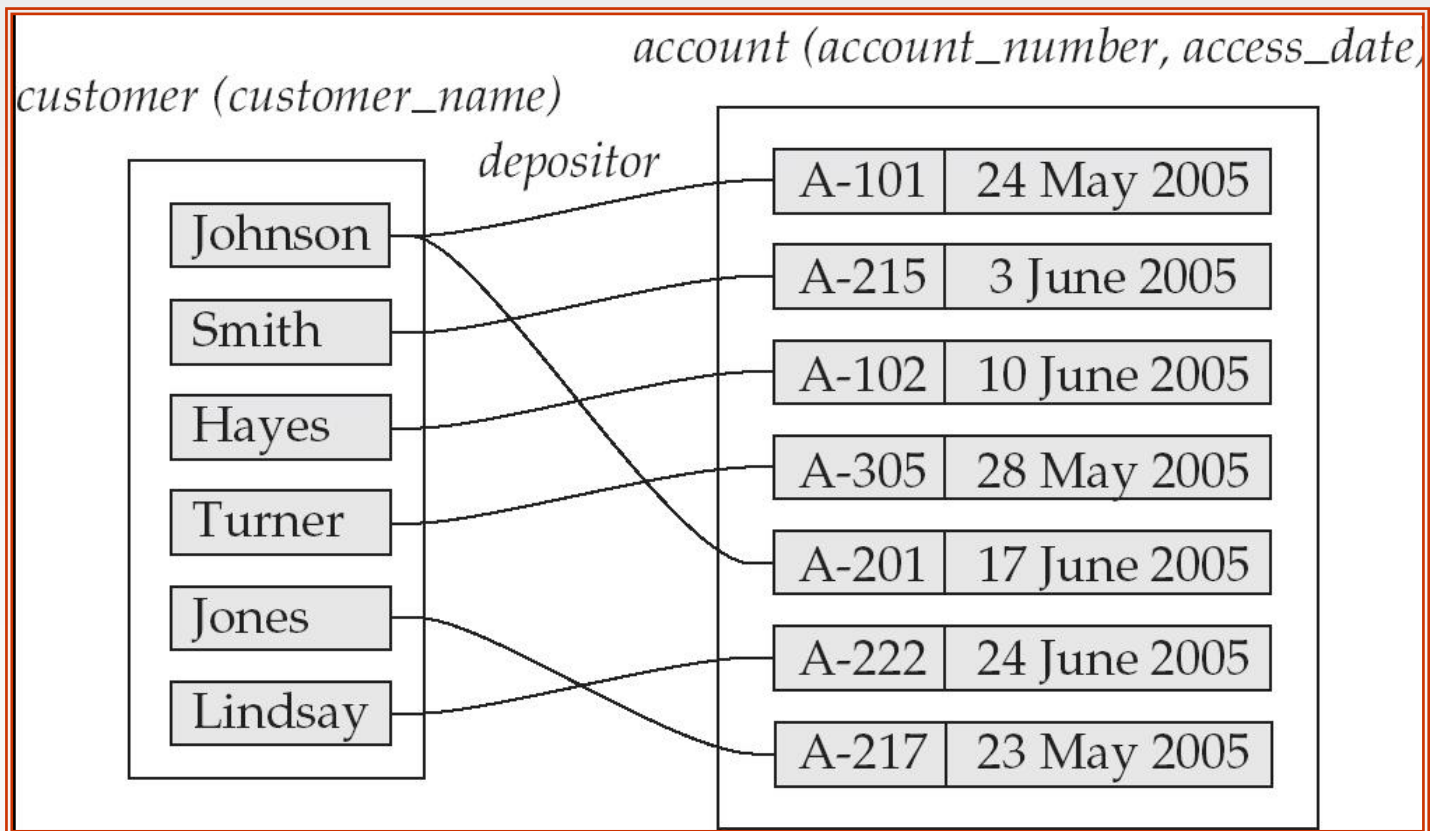 account (account_number, access_date)
customer (customer_name)
depositor
Johnson
Smith
Hayes
Turner
Jones
Lindsay
A-101 24 May 2005
A-215 3 June 2005
A-102 10 June 2005
A-305 28 May 2005
A-201 17 June 2005
A-222 24 June 2005
A-217 23 May 2005